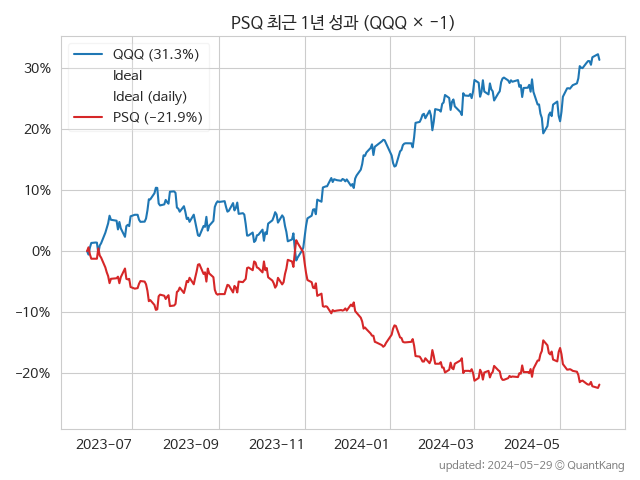 PSQ 최근 1년 성과 (QQQ × −1)
QQQ (31.3%)
Ideal
Ideal (daily)
PSQ (−21.9%)
30%
20%
10%
0%
−10%
−20%
2023-07 2023-09 2023-11 2024-01 2024-03 2024-05
updated: 2024-05-29 © QuantKang